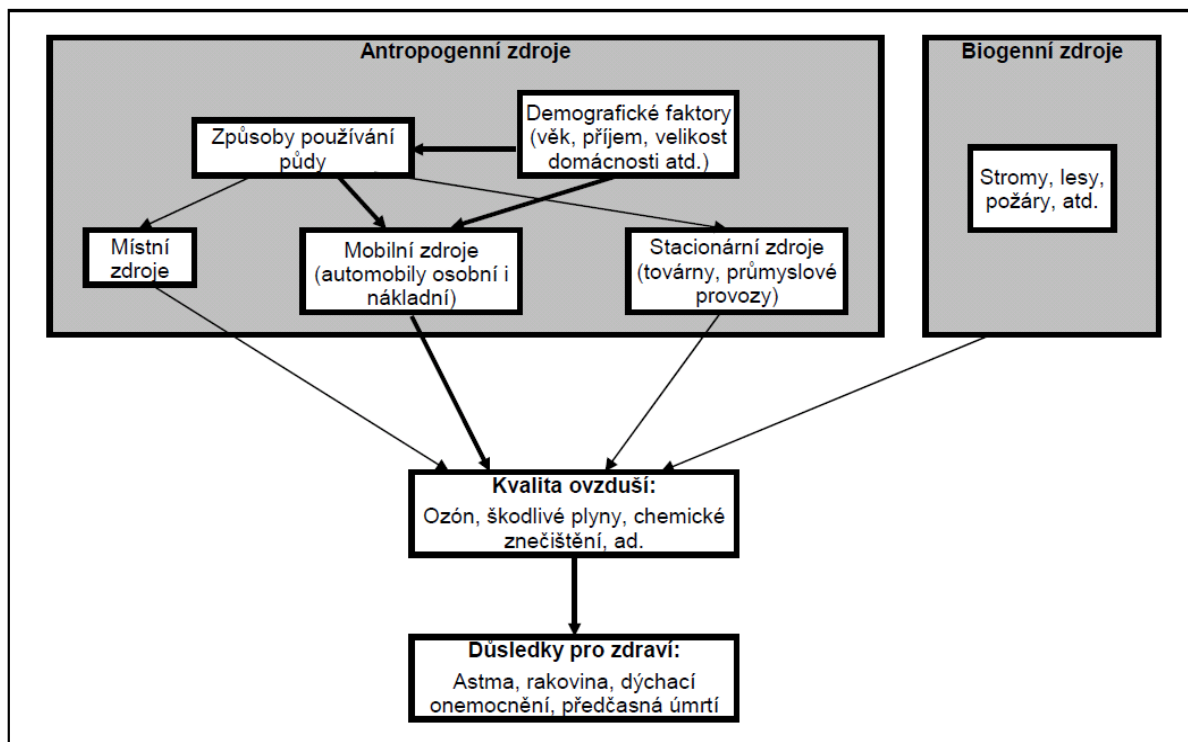 Antropogenní zdroje
Biogenní zdroje
Způsoby používání
půdy
Demografické faktory
(věk, příjem, velikost
domácnosti atd.)
Stromy, lesy,
požáry, atd.
Místní
zdroje
Mobilní zdroje
(automobily osobní i
nákladní)
Stacionární zdroje
(továrny, průmyslové
provozy)
Kvalita ovzduší:
Ozón, škodlivé plyny, chemické
znečištění, ad.
Důsledky pro zdraví:
Astma, rakovina, dýchací
onemocnění, předčasná úmrtí